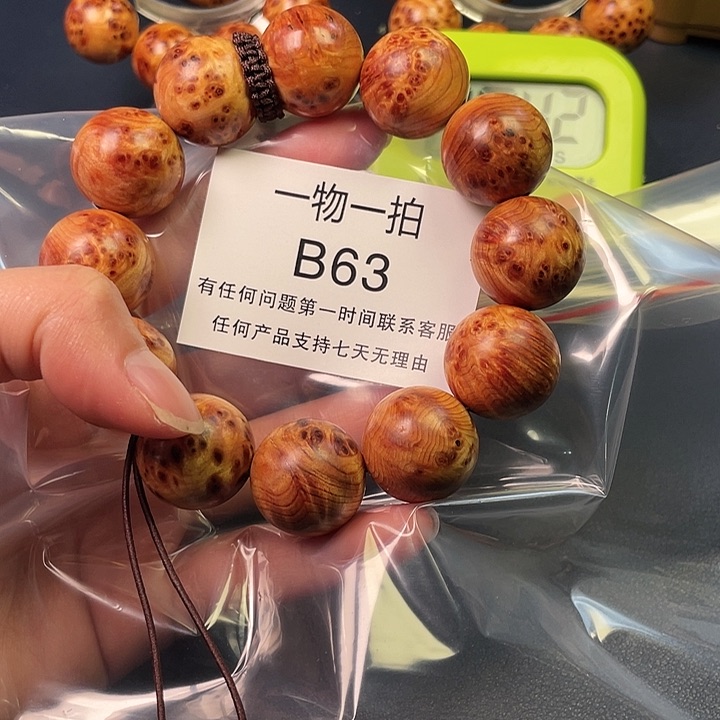 一物一拍
B63
有任何问题第一时间联系客服
任何产品支持七天无理由